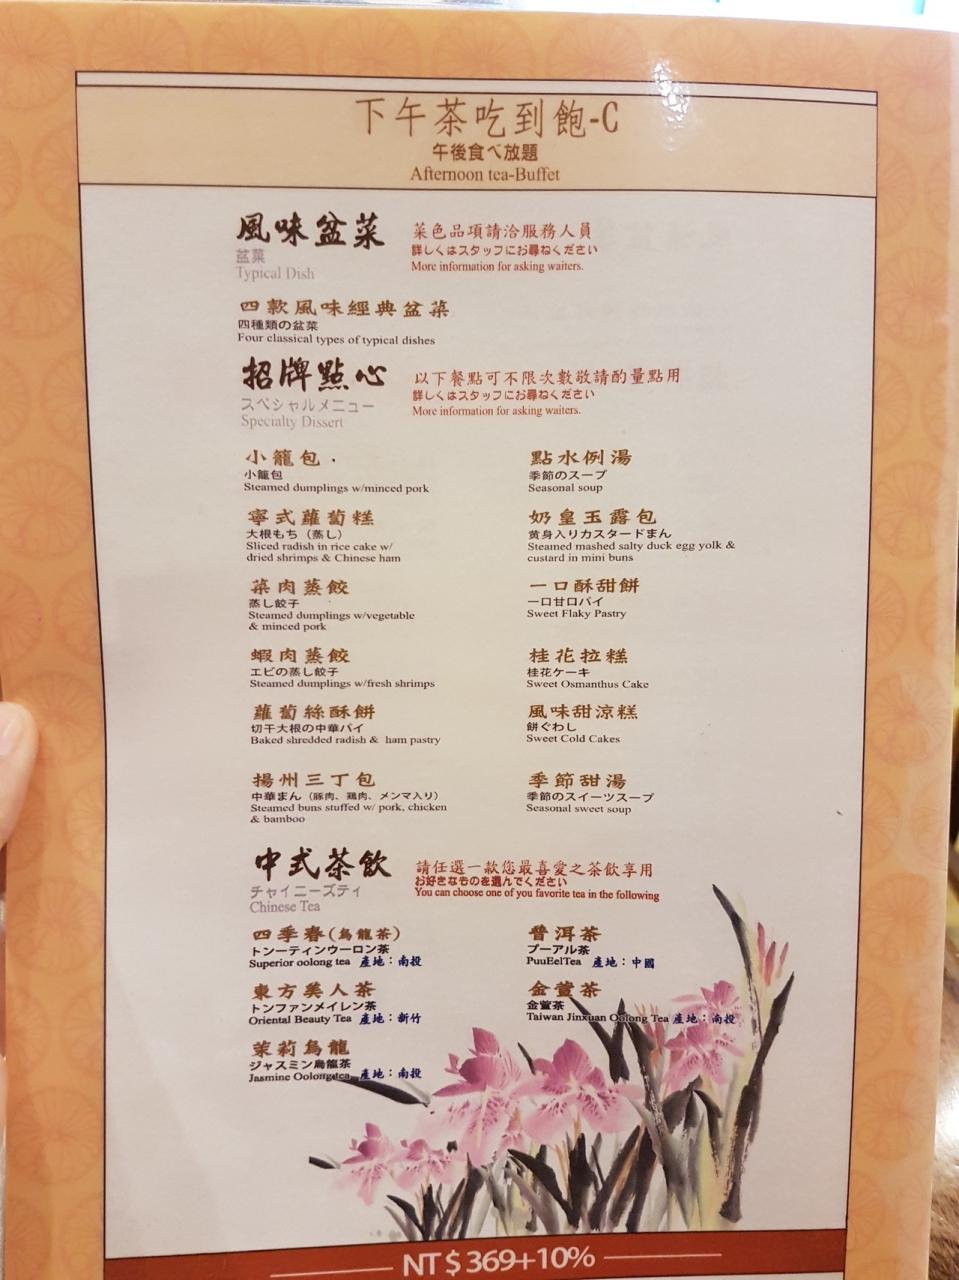 下午茶吃到飽-C
午後食べ放題
Afternoon tea-Buffet
風味盆菜
盆菜
Typical Dish
菜色品項請洽服務人員
詳しくはスタッフにお尋ねください
More information for asking waiters.
四款風味經典盆菜
四種類の盆菜
Four classical types of typical dishes
招牌點心
スペシャルメニュー
Specialty Dissert
以下餐點可不限次數敬請酌量點用
詳しくはスタッフにお尋ねください
More information for asking waiters.
小籠包
小籠包
Steamed dumplings w/minced pork
寧式蘿蔔糕
大根もち（蒸し）
Sliced radish in rice cake w/
dried shrimps & Chinese ham
菜肉蒸餃
蒸し餃子
Steamed dumplings w/vegetable
& minced pork
蝦肉蒸餃
エビの蒸し餃子
Steamed dumplings w/fresh shrimps
蘿蔔絲酥餅
切干大根の中華パイ
Baked shredded radish & ham pastry
揚州三丁包
中華まん（豚肉、鶏肉、メンマ入り）
Steamed buns stuffed w/ pork, chicken
& bamboo
點水例湯
季節のスープ
Seasonal soup
奶皇玉露包
黄身入りカスタードまん
Steamed mashed salty duck egg yolk &
custard in mini buns
一口酥甜餅
一口甘口パイ
Sweet Flaky Pastry
桂花拉糕
桂花ケーキ
Sweet Osmanthus Cake
風味甜涼糕
餅ぐわし
Sweet Cold Cakes
季節甜湯
季節のスイーツスープ
Seasonal sweet soup
中式茶飲
チャイニーズティ
Chinese Tea
請任選一款您最喜愛之茶飲享用
お好きなものを選んでください
You can choose one of you favorite tea in the following
四季春(烏龍茶)
トンーティンウーロン茶
Superior oolong tea 產地：南投
東方美人茶
トンファンメイレン茶
Oriental Beauty Tea 產地：新竹
茉莉烏龍
ジャスミン烏龍茶
Jasmine Oolongtea 產地：南投
普洱茶
プーアル茶
PuuEelTea 產地：中國
金萱茶
金萱茶
Taiwan Jinxuan Oolong Tea 產地：南投
NT$369+10%